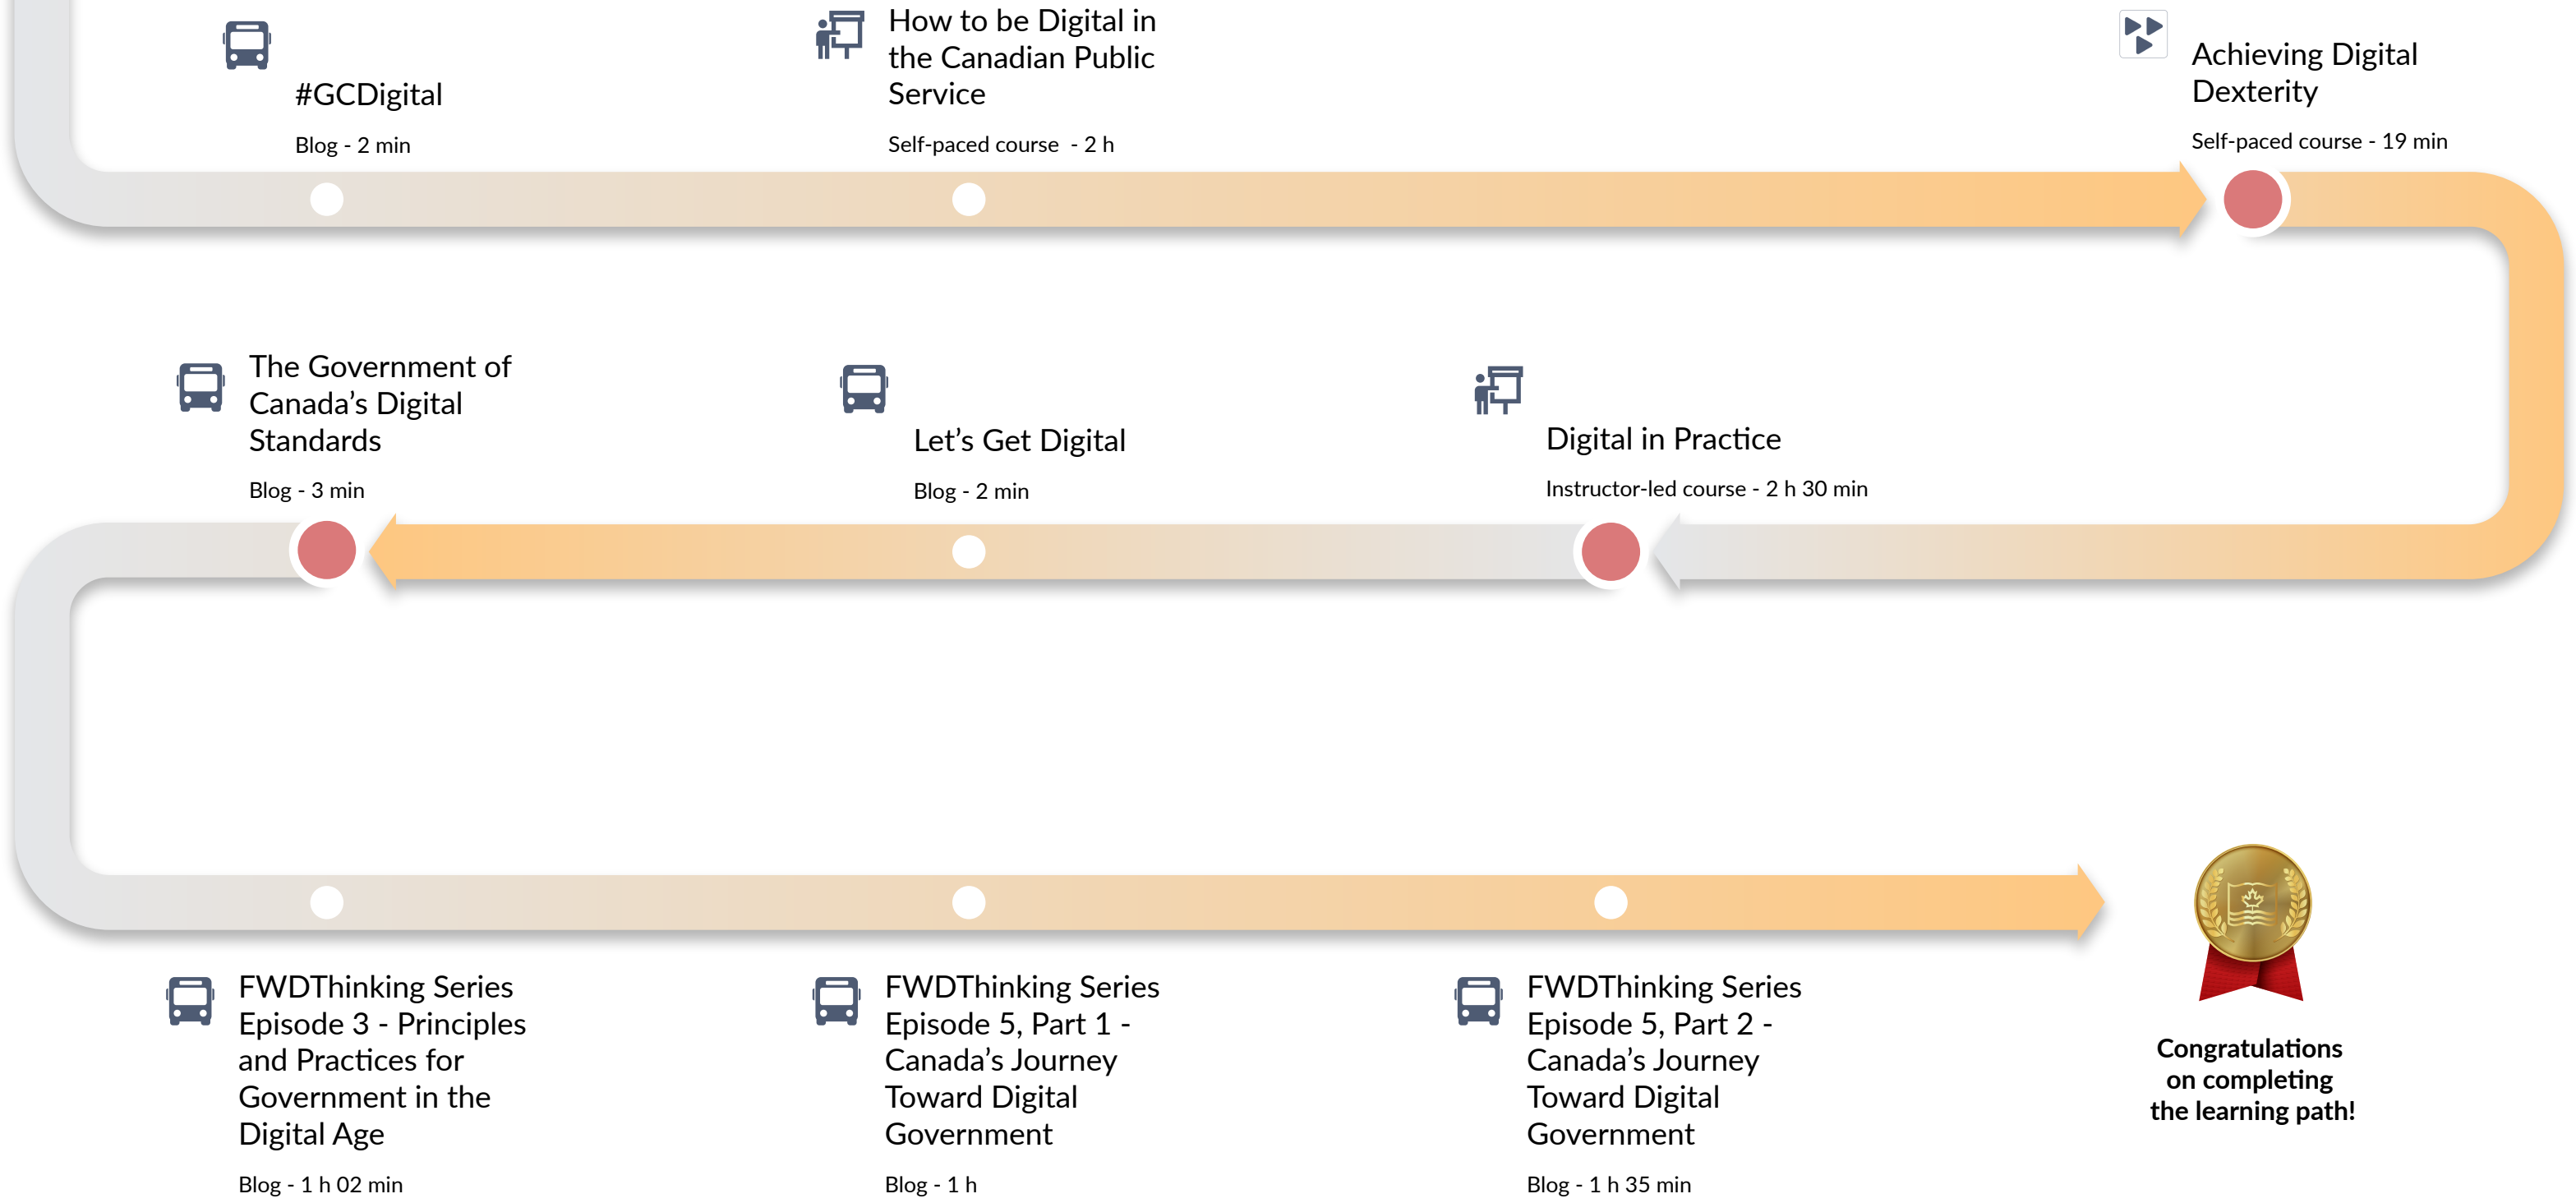 #GCDigital
Blog - 2 min
How to be Digital in
the Canadian Public
Service
Self-paced course  - 2 h
Achieving Digital
Dexterity
Self-paced course - 19 min
The Government of
Canada’s Digital
Standards
Blog - 3 min
Let’s Get Digital
Blog - 2 min
Digital in Practice
Instructor-led course - 2 h 30 min
FWDThinking Series
Episode 3 - Principles
and Practices for
Government in the
Digital Age
Blog - 1 h 02 min
FWDThinking Series
Episode 5, Part 1 -
Canada’s Journey
Toward Digital
Government
Blog - 1 h
FWDThinking Series
Episode 5, Part 2 -
Canada’s Journey
Toward Digital
Government
Blog - 1 h 35 min
Congratulations
on completing
the learning path!